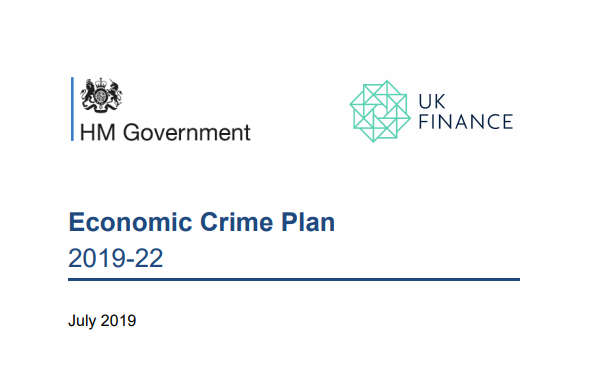 HM Government
UK
FINANCE
Economic Crime Plan
2019-22
July 2019